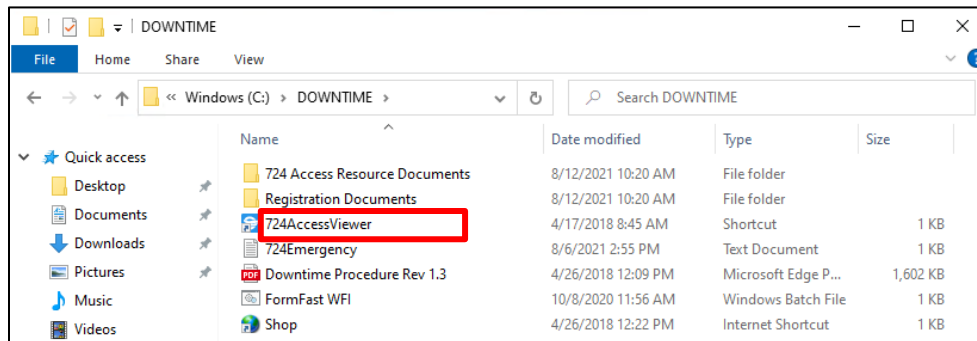 DOWNTIME
File Home Share View
« Windows (C:) › DOWNTIME › Search DOWNTIME
Name Date modified Type Size
Quick access
Desktop
Documents
Downloads
Pictures
Music
Videos
724 Access Resource Documents 8/12/2021 10:20 AM File folder
Registration Documents 8/12/2021 10:20 AM File folder
724AccessViewer 4/17/2018 8:45 AM Shortcut 1 KB
724Emergency 8/6/2021 2:55 PM Text Document 1 KB
PDF Downtime Procedure Rev 1.3 4/26/2018 12:09 PM Microsoft Edge P... 1,602 KB
FormFast WFI 10/8/2020 11:56 AM Windows Batch File 1 KB
Shop 4/26/2018 12:22 PM Internet Shortcut 1 KB